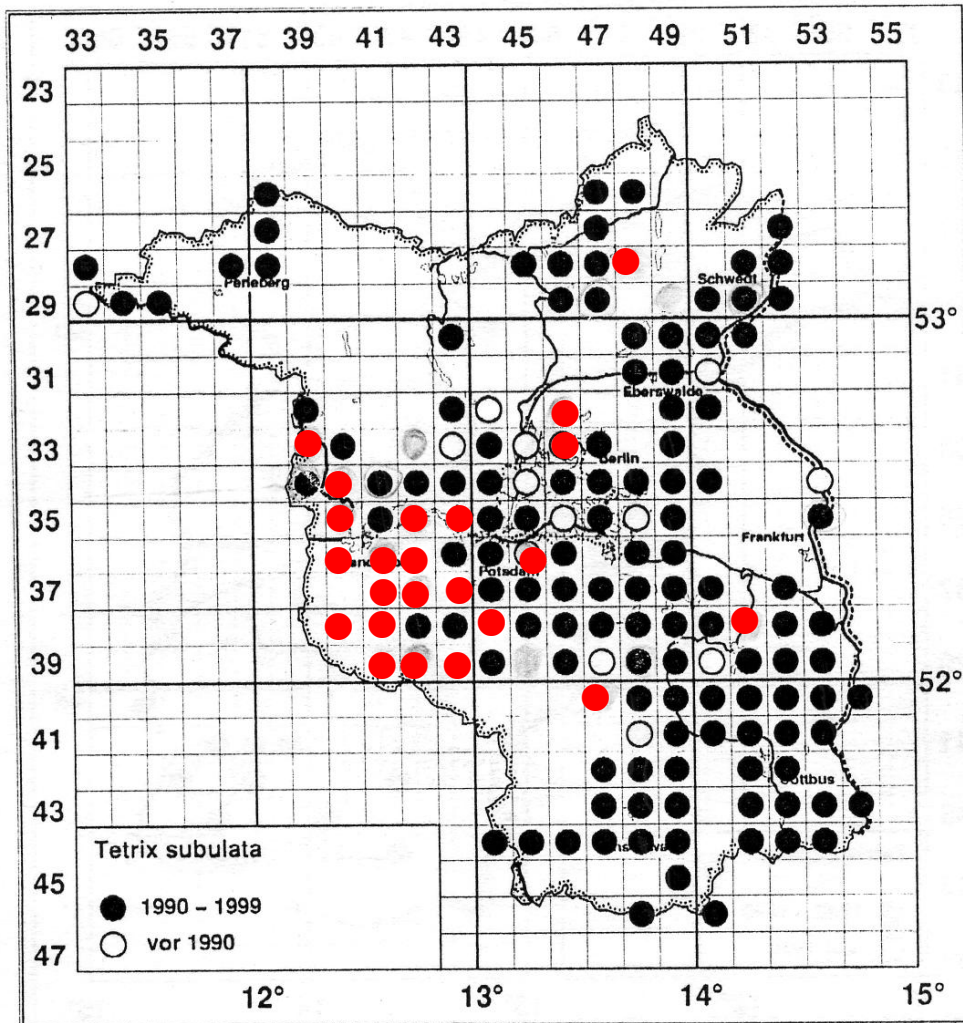 33 35 37 39 41 43 45 47 49 51 53 55
23
25
27
Perleberg
Schwedt
29
53°
31
Eberswalde
33
Berlin
35
Frankfurt
Potsdam
37
39
52°
41
Cottbus
43
Tetrix subulata
45
1990 – 1999
vor 1990
47
12° 13° 14° 15°